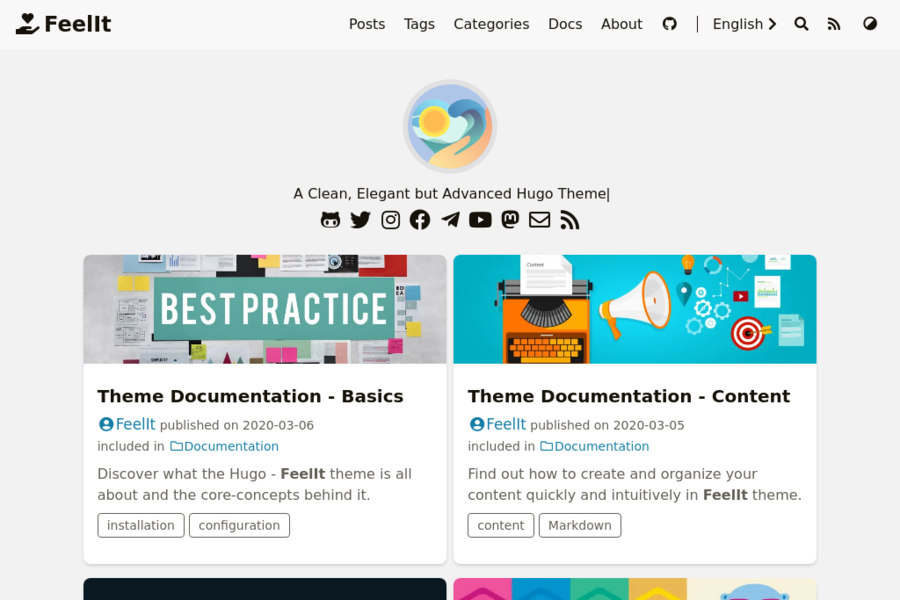 FeelIt
Posts Tags Categories Docs About | English
A Clean, Elegant but Advanced Hugo Theme|
BEST PRACTICE
Content
Theme Documentation - Basics
FeelIt published on 2020-03-06
included in Documentation
Discover what the Hugo - FeelIt theme is all
about and the core-concepts behind it.
installation configuration
Theme Documentation - Content
FeelIt published on 2020-03-05
included in Documentation
Find out how to create and organize your
content quickly and intuitively in FeelIt theme.
content Markdown